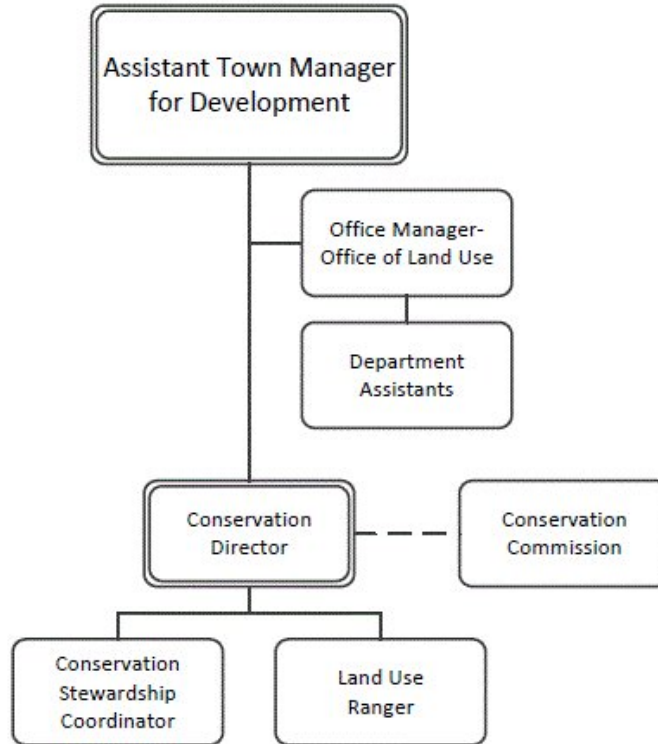 Assistant Town Manager
for Development
Office Manager-
Office of Land Use
Department
Assistants
Conservation
Director
Conservation
Commission
Conservation
Stewardship
Coordinator
Land Use
Ranger